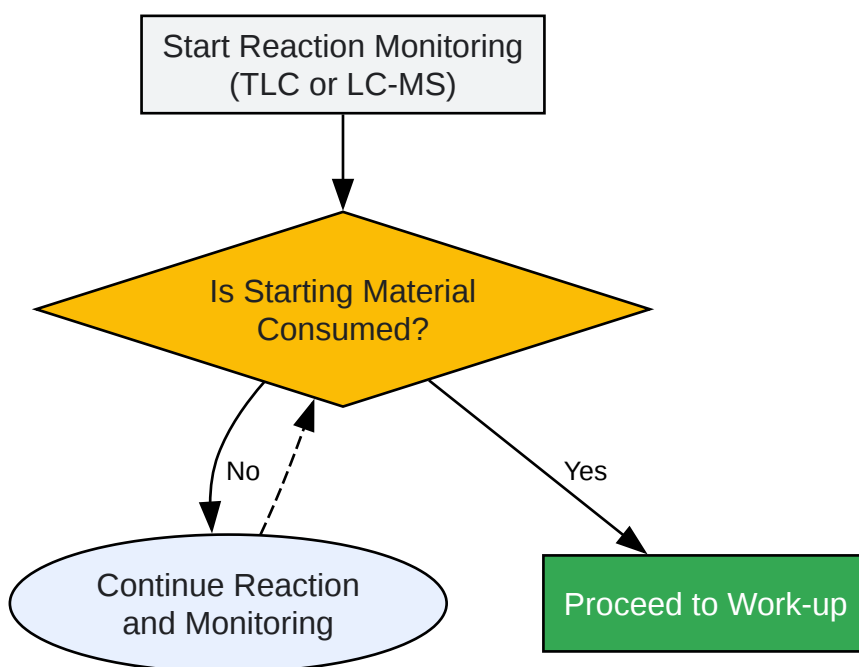 Start Reaction Monitoring
(TLC or LC-MS)
Is Starting Material
Consumed?
No
Yes
Continue Reaction
and Monitoring
Proceed to Work-up